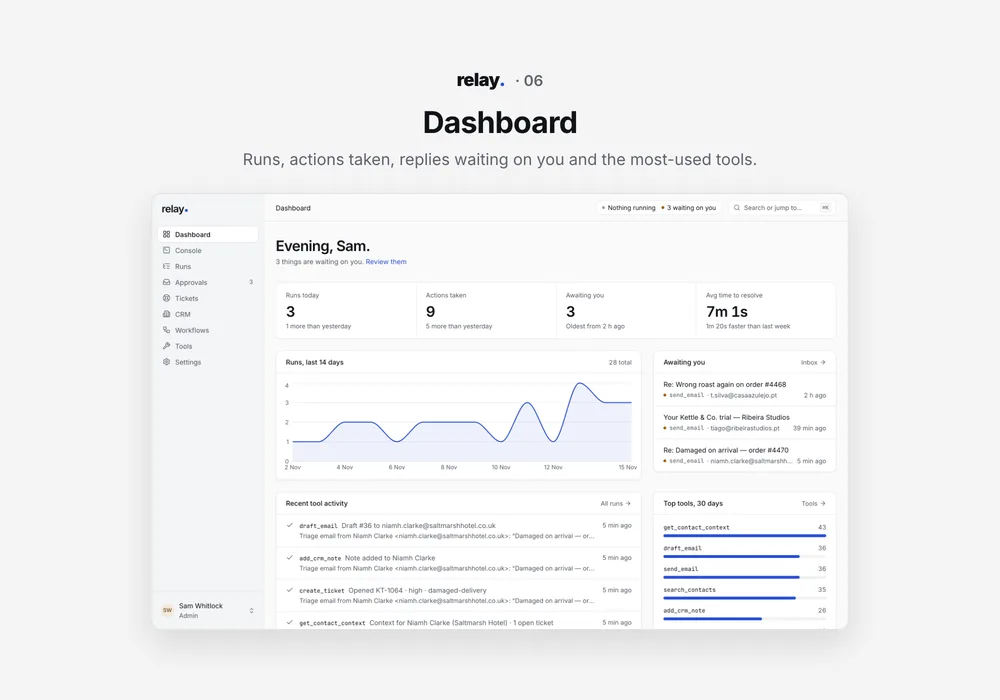 relay. · 06
Dashboard
Runs, actions taken, replies waiting on you and the most-used tools.
relay.
Dashboard
Console
Runs
Approvals 3
Tickets
CRM
Workflows
Tools
Settings
SW Sam Whitlock
Admin
Dashboard
Nothing running 3 waiting on you
Search or jump to... ⌘K
Evening, Sam.
3 things are waiting on you. Review them
Runs today
3
1 more than yesterday
Actions taken
9
5 more than yesterday
Awaiting you
3
Oldest from 2 h ago
Avg time to resolve
7m 1s
1m 20s faster than last week
Runs, last 14 days 28 total
4
3
2
1
0
2 Nov 4 Nov 6 Nov 8 Nov 10 Nov 12 Nov 15 Nov
Awaiting you Inbox →
Re: Wrong roast again on order #4468
send_email · t.silva@casaazulejo.pt 2 h ago
Your Kettle & Co. trial — Ribeira Studios
send_email · tiago@ribeirastudios.pt 39 min ago
Re: Damaged on arrival — order #4470
send_email · niamh.clarke@saltmarshh... 5 min ago
Recent tool activity All runs →
draft_email Draft #36 to niamh.clarke@saltmarshhotel.co.uk 5 min ago
Triage email from Niamh Clarke <niamh.clarke@saltmarshhotel.co.uk>: "Damaged on arrival — or...
add_crm_note Note added to Niamh Clarke 5 min ago
Triage email from Niamh Clarke <niamh.clarke@saltmarshhotel.co.uk>: "Damaged on arrival — or...
create_ticket Opened KT-1064 · high · damaged-delivery 5 min ago
Triage email from Niamh Clarke <niamh.clarke@saltmarshhotel.co.uk>: "Damaged on arrival — or...
get_contact_context Context for Niamh Clarke (Saltmarsh Hotel) · 1 open ticket 5 min ago
Top tools, 30 days Tools →
get_contact_context 43
draft_email 36
send_email 36
search_contacts 35
add_crm_note 26